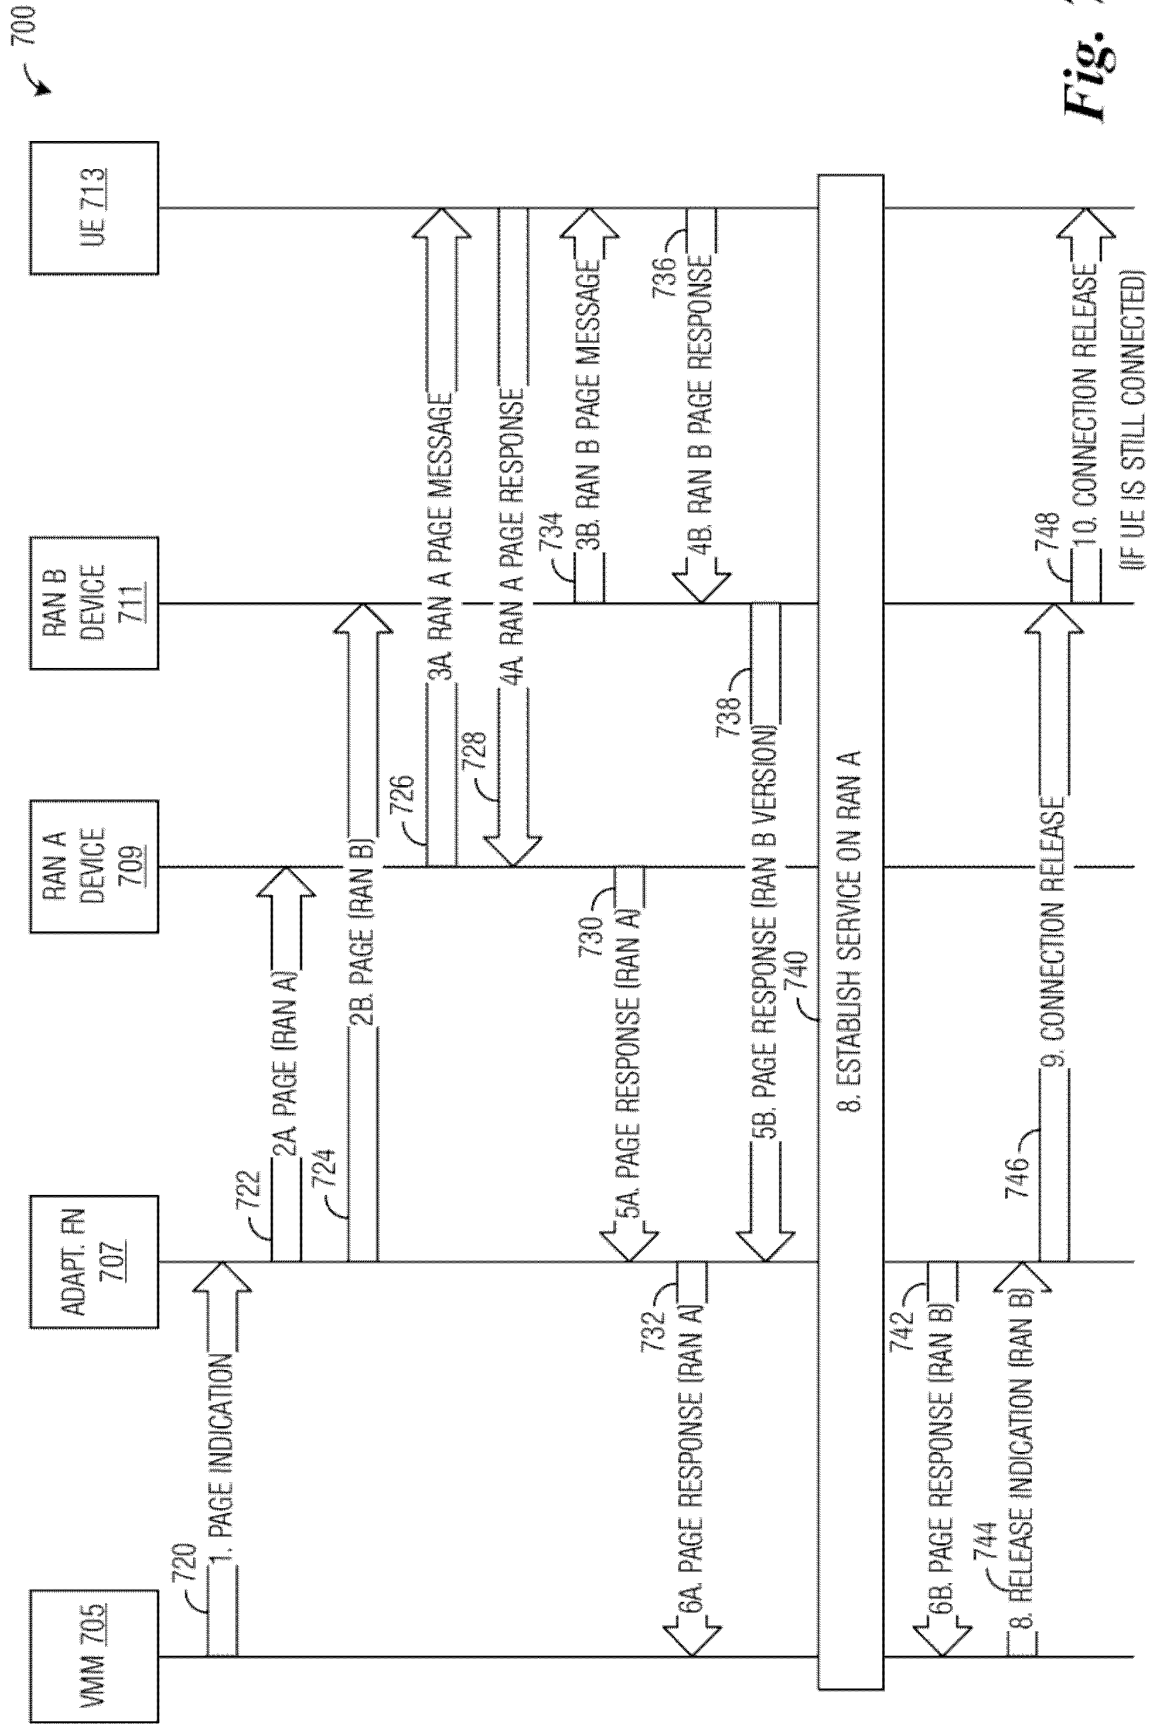 700
VMM 705
ADAPT. FN
707
RAN A
DEVICE
709
RAN B
DEVICE
711
UE 713
720
1. PAGE INDICATION
722
2A. PAGE (RAN A)
724
2B. PAGE (RAN B)
726
3A. RAN A PAGE MESSAGE
728
4A. RAN A PAGE RESPONSE
734
3B. RAN B PAGE MESSAGE
730
5A. PAGE RESPONSE (RAN A)
732
6A. PAGE RESPONSE (RAN A)
736
4B. RAN B PAGE RESPONSE
738
5B. PAGE RESPONSE (RAN B VERSION)
740
8. ESTABLISH SERVICE ON RAN A
742
6B. PAGE RESPONSE (RAN B)
744
8. RELEASE INDICATION (RAN B)
746
9. CONNECTION RELEASE
748
10. CONNECTION RELEASE
(IF UE IS STILL CONNECTED)
Fig.